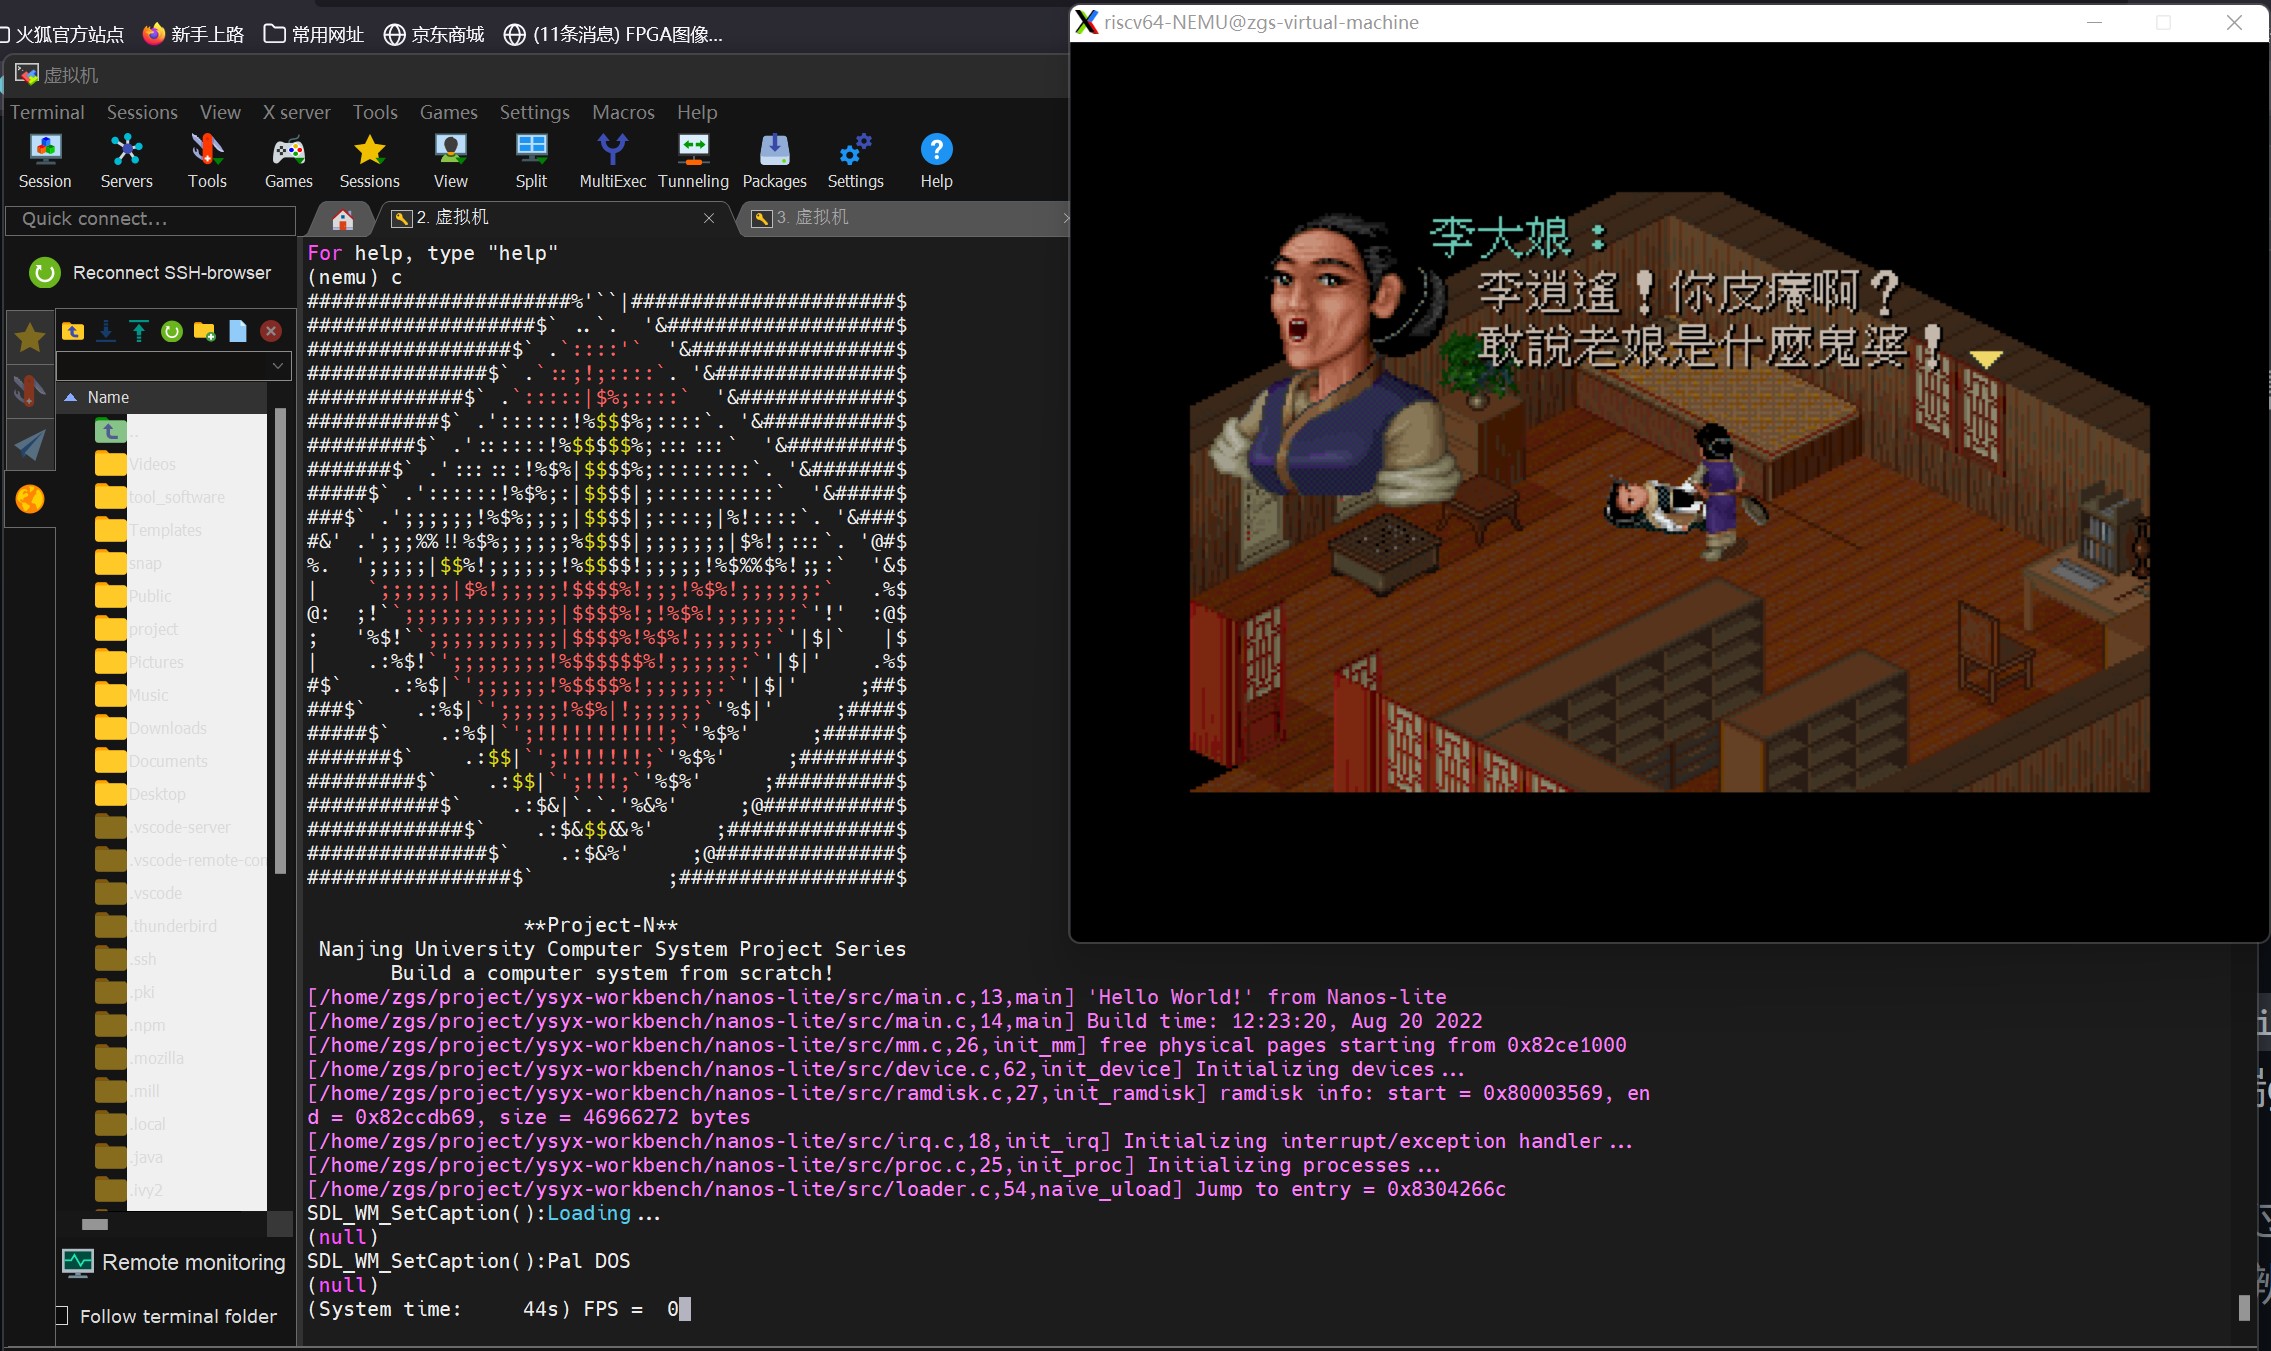 火狐官方站点 新手上路 常用网址 京东商城 (11条消息) FPGA图像...
虚拟机
Terminal Sessions View X server Tools Games Settings Macros Help
Session Servers Tools Games Sessions View Split MultiExec Tunneling Packages Settings Help
Quick connect...
2. 虚拟机
3. 虚拟机
Reconnect SSH-browser
Name
..
Videos
tool_software
Templates
snap
Public
project
Pictures
Music
Downloads
Documents
Desktop
.vscode-server
.vscode-remote-con
.vscode
.thunderbird
.ssh
.pki
.npm
.mozilla
.mill
.local
.java
.ivy2
Remote monitoring
Follow terminal folder
For help, type "help"
(nemu) c
**Project-N**
Nanjing University Computer System Project Series
Build a computer system from scratch!
[/home/zgs/project/ysyx-workbench/nanos-lite/src/main.c,13,main] 'Hello World!' from Nanos-lite
[/home/zgs/project/ysyx-workbench/nanos-lite/src/main.c,14,main] Build time: 12:23:20, Aug 20 2022
[/home/zgs/project/ysyx-workbench/nanos-lite/src/mm.c,26,init_mm] free physical pages starting from 0x82ce1000
[/home/zgs/project/ysyx-workbench/nanos-lite/src/device.c,62,init_device] Initializing devices...
[/home/zgs/project/ysyx-workbench/nanos-lite/src/ramdisk.c,27,init_ramdisk] ramdisk info: start = 0x80003569, en
d = 0x82ccdb69, size = 46966272 bytes
[/home/zgs/project/ysyx-workbench/nanos-lite/src/irq.c,18,init_irq] Initializing interrupt/exception handler...
[/home/zgs/project/ysyx-workbench/nanos-lite/src/proc.c,25,init_proc] Initializing processes...
[/home/zgs/project/ysyx-workbench/nanos-lite/src/loader.c,54,naive_uload] Jump to entry = 0x8304266c
SDL_WM_SetCaption():Loading...
(null)
SDL_WM_SetCaption():Pal DOS
(null)
(System time: 44s) FPS = 0
riscv64-NEMU@zgs-virtual-machine
李大娘：
李逍遙！你皮癢啊？
敢說老娘是什麼鬼婆！